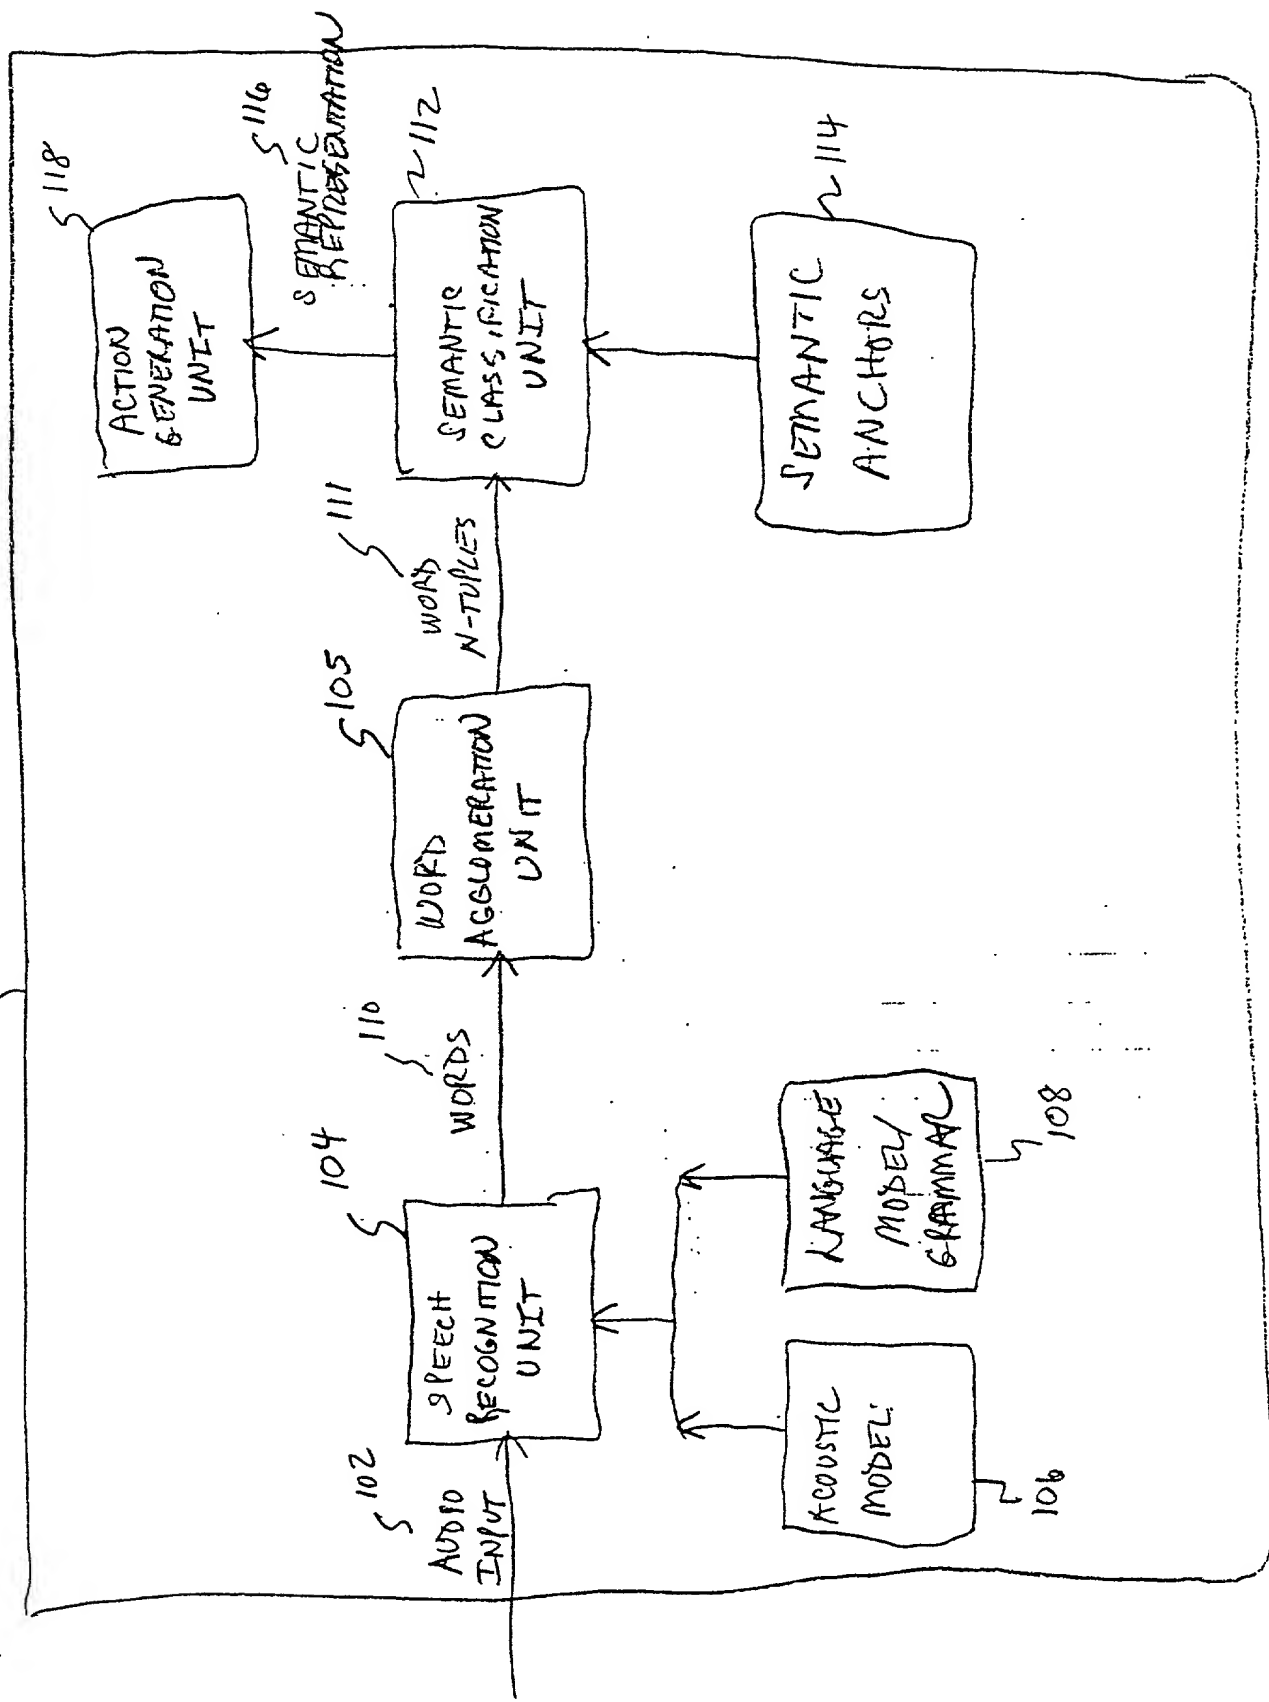 102
AUDIO
INPUT
104
SPEECH
RECOGNITION
UNIT
ACOUSTIC
MODEL
106
LANGUAGE
MODEL/
GRAMMAR
108
110
WORDS
105
WORD
AGGLOMERATION
UNIT
111
WORD
N-TUPLES
112
SEMANTIC
CLASSIFICATION
UNIT
SEMANTIC
ANCHORS
114
116
SEMANTIC
REPRESENTATION
118
ACTION
GENERATION
UNIT